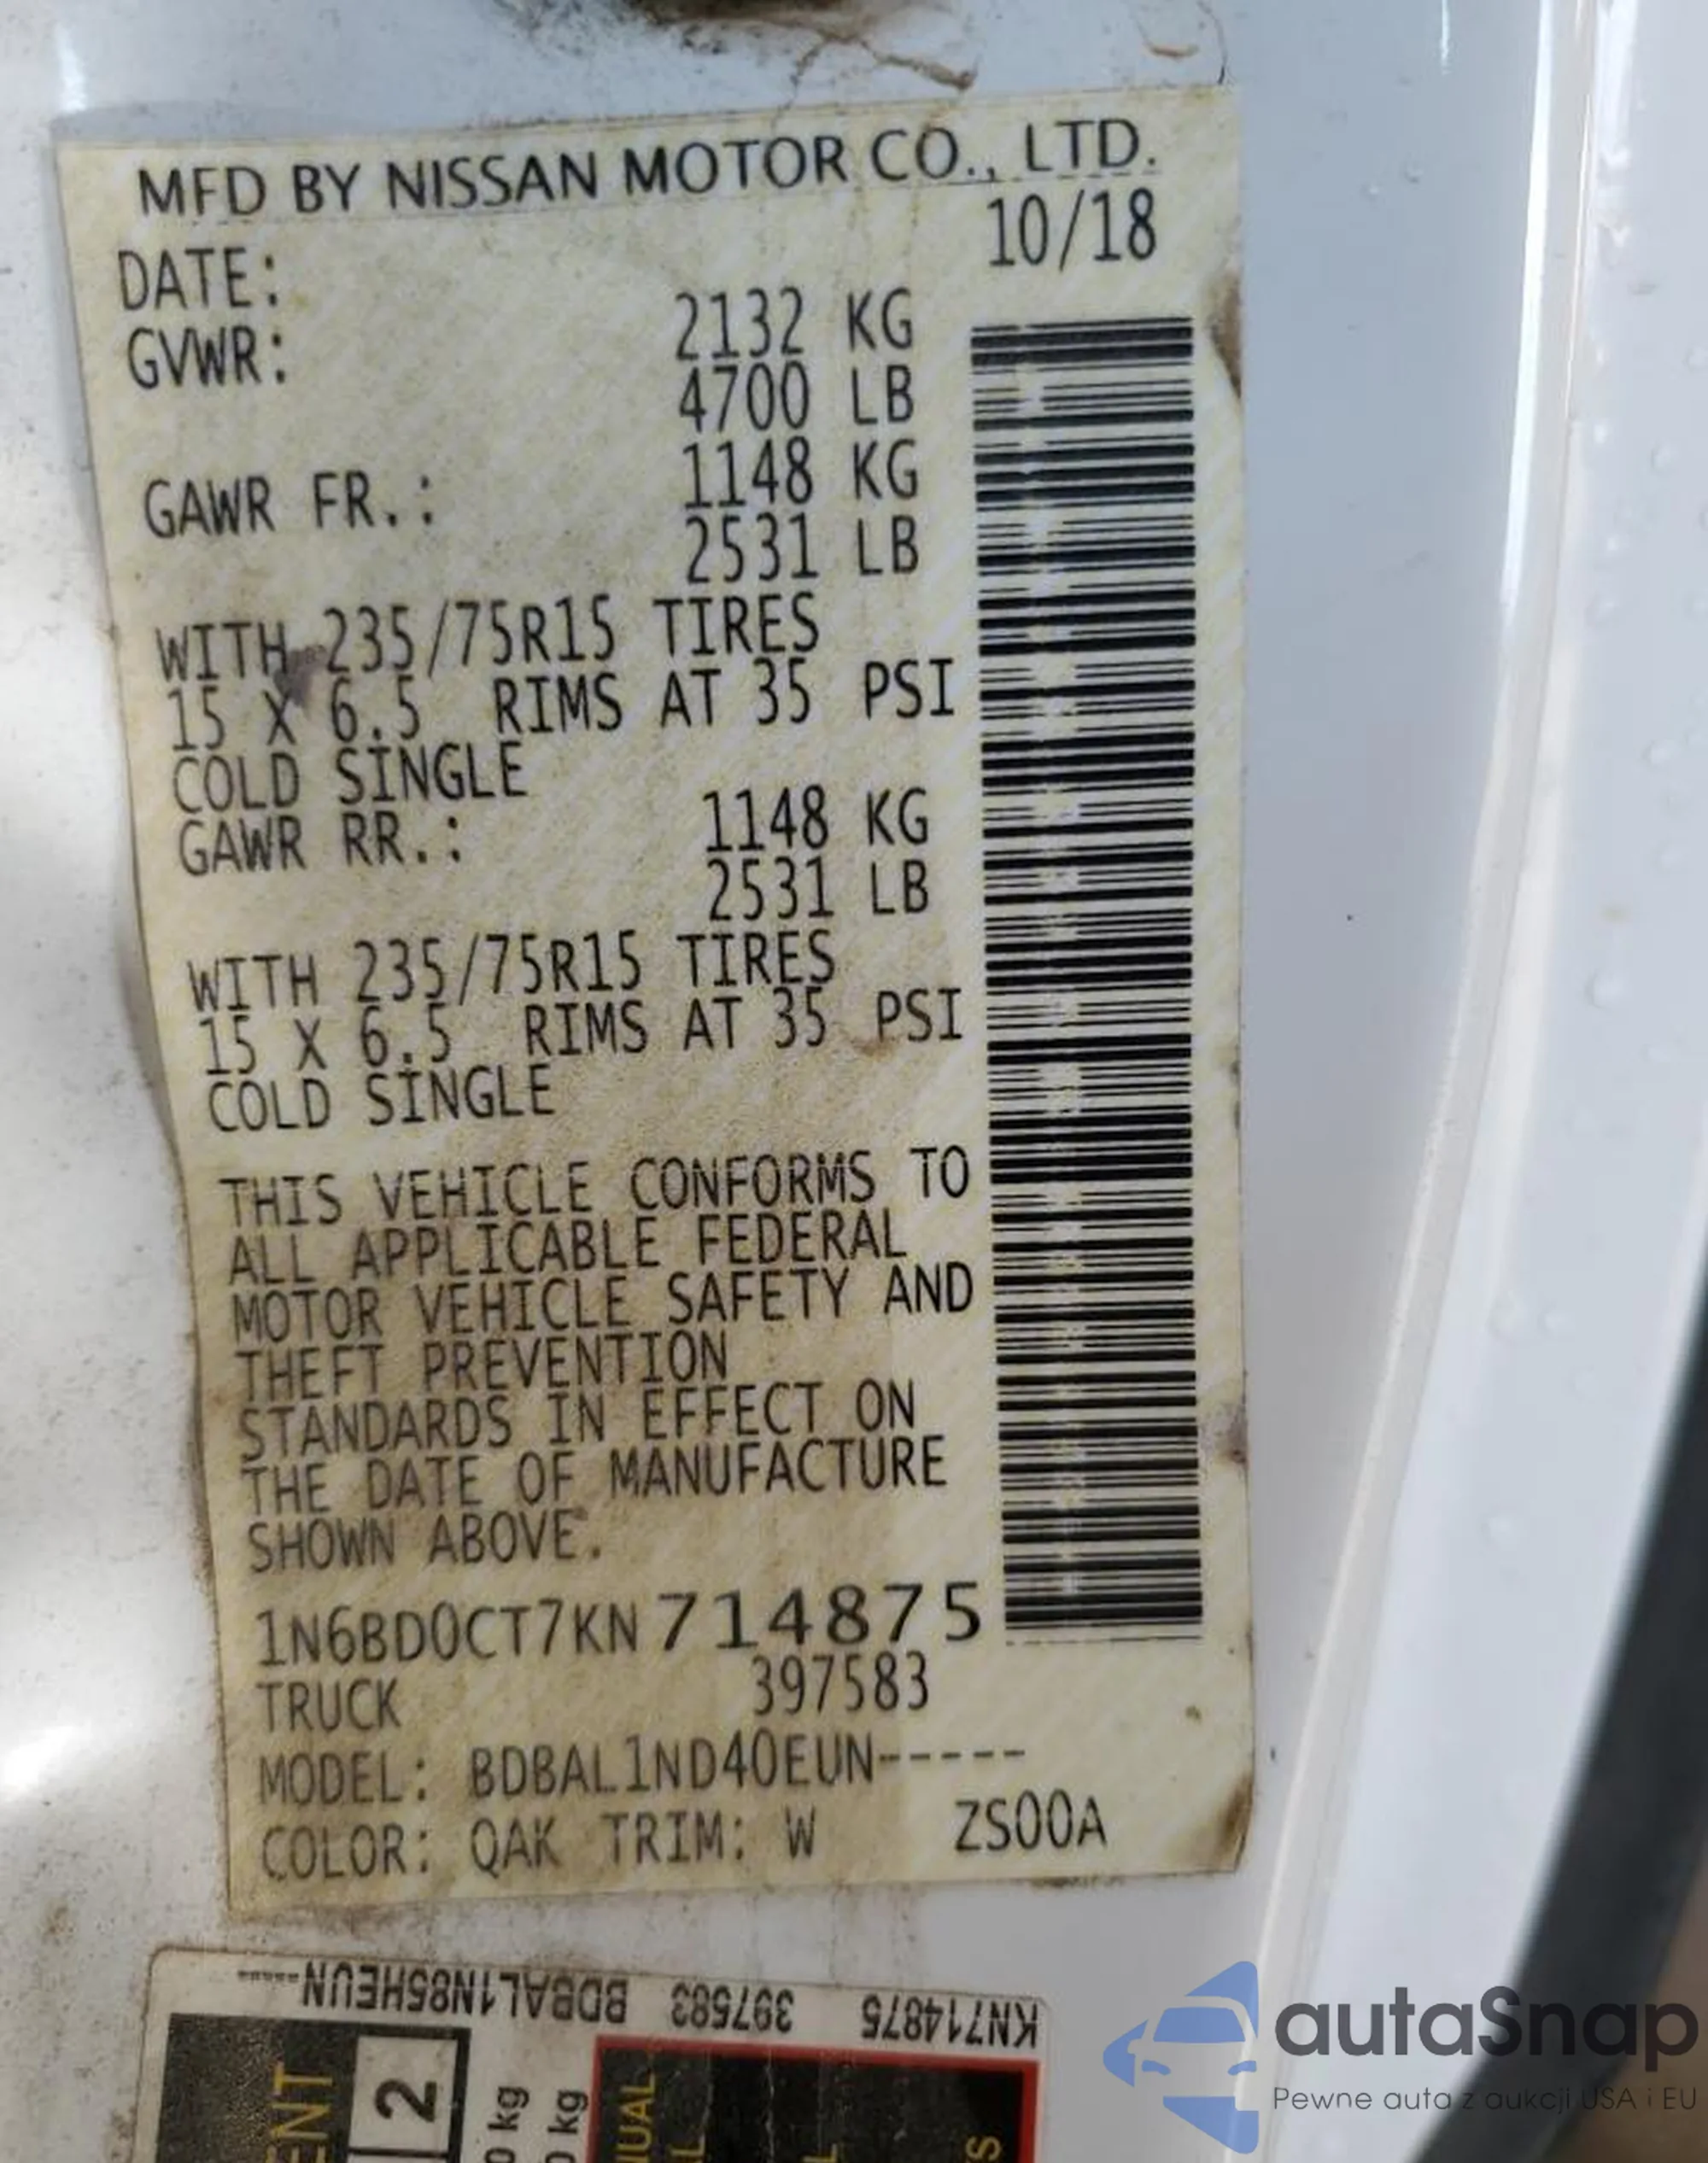 MFD BY NISSAN MOTOR CO., LTD.
DATE: 10/18
GVWR: 2132 KG
4700 LB
GAWR FR.: 1148 KG
2531 LB
WITH 235/75R15 TIRES
15 X 6.5 RIMS AT 35 PSI
COLD SINGLE
GAWR RR.: 1148 KG
2531 LB
WITH 235/75R15 TIRES
15 X 6.5 RIMS AT 35 PSI
COLD SINGLE
THIS VEHICLE CONFORMS TO
ALL APPLICABLE FEDERAL
MOTOR VEHICLE SAFETY AND
THEFT PREVENTION
STANDARDS IN EFFECT ON
THE DATE OF MANUFACTURE
SHOWN ABOVE.
1N6BD0CT7KN714875
TRUCK 397583
MODEL: BDBAL1ND40EUN-----
COLOR: QAK TRIM: W ZS00A
KN714875 397583 BDBAL1N85HEUN-----
2
kg
kg
autaSnap
Pewne auta z aukcji USA i EU